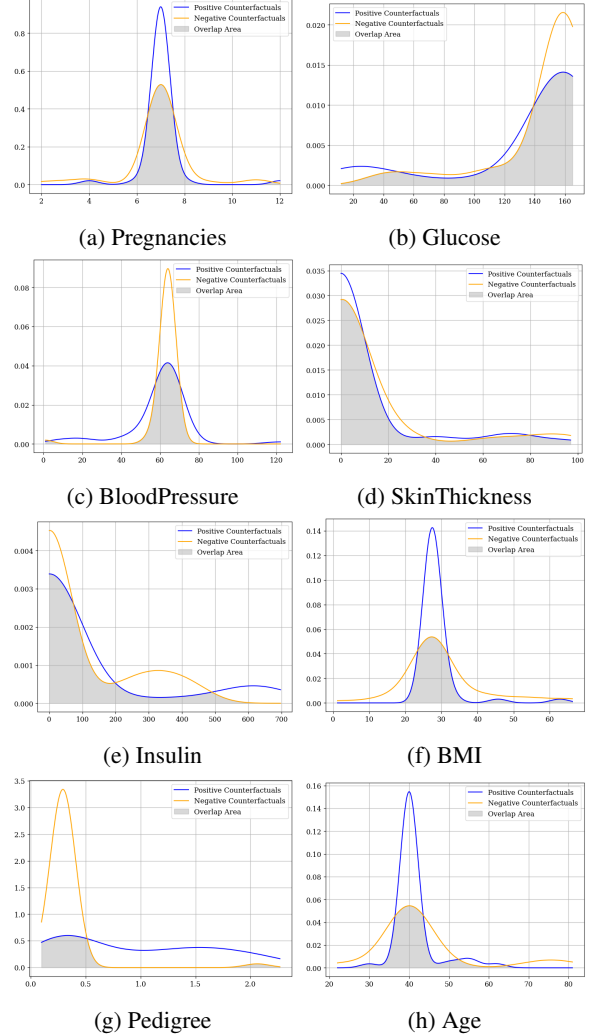 Positive Counterfactuals
Negative Counterfactuals
Overlap Area
0.8
0.6
0.4
0.2
0.0
2 4 6 8 10 12
(a) Pregnancies
Positive Counterfactuals
Negative Counterfactuals
Overlap Area
0.020
0.015
0.010
0.005
0.000
20 40 60 80 100 120 140 160
(b) Glucose
Positive Counterfactuals
Negative Counterfactuals
Overlap Area
0.08
0.06
0.04
0.02
0.00
0 20 40 60 80 100 120
(c) BloodPressure
Positive Counterfactuals
Negative Counterfactuals
Overlap Area
0.035
0.030
0.025
0.020
0.015
0.010
0.005
0.000
0 20 40 60 80 100
(d) SkinThickness
Positive Counterfactuals
Negative Counterfactuals
Overlap Area
0.004
0.003
0.002
0.001
0.000
0 100 200 300 400 500 600 700
(e) Insulin
Positive Counterfactuals
Negative Counterfactuals
Overlap Area
0.14
0.12
0.10
0.08
0.06
0.04
0.02
0.00
0 10 20 30 40 50 60
(f) BMI
Positive Counterfactuals
Negative Counterfactuals
Overlap Area
3.5
3.0
2.5
2.0
1.5
1.0
0.5
0.0
0.0 0.5 1.0 1.5 2.0
(g) Pedigree
Positive Counterfactuals
Negative Counterfactuals
Overlap Area
0.16
0.14
0.12
0.10
0.08
0.06
0.04
0.02
0.00
20 30 40 50 60 70 80
(h) Age